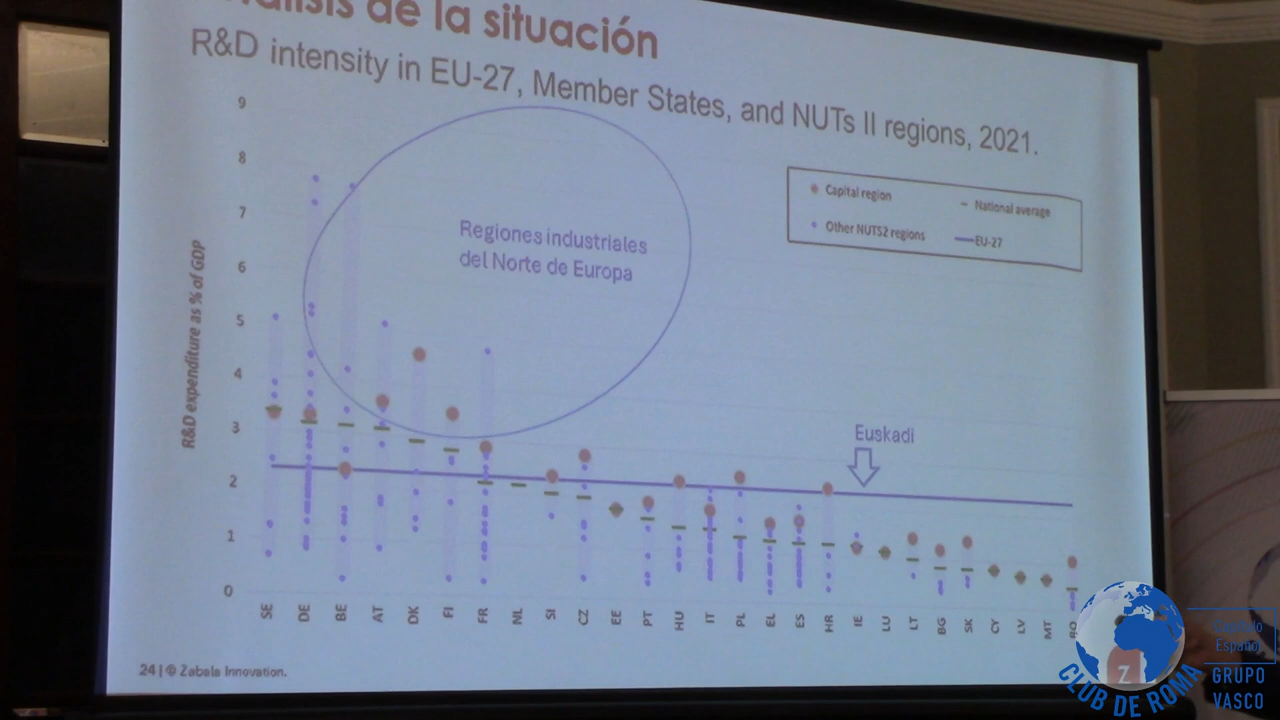 de la situación
R&D intensity in EU-27, Member States, and NUTs II regions, 2021.
R&D expenditure as % of GDP
9
8
7
6
5
4
3
2
1
0
Regiones industriales
del Norte de Europa
Capital region
National average
Other NUTS2 regions
EU-27
Euskadi
SE DE BE AT DK FI FR NL SI CZ EE PT HU IT PL EL ES HR IE LU LT BG SK CY LV MT RO
24 | © Zabala Innovation.
Z
CLUB DE ROMA
Capítulo
Español
GRUPO
VASCO